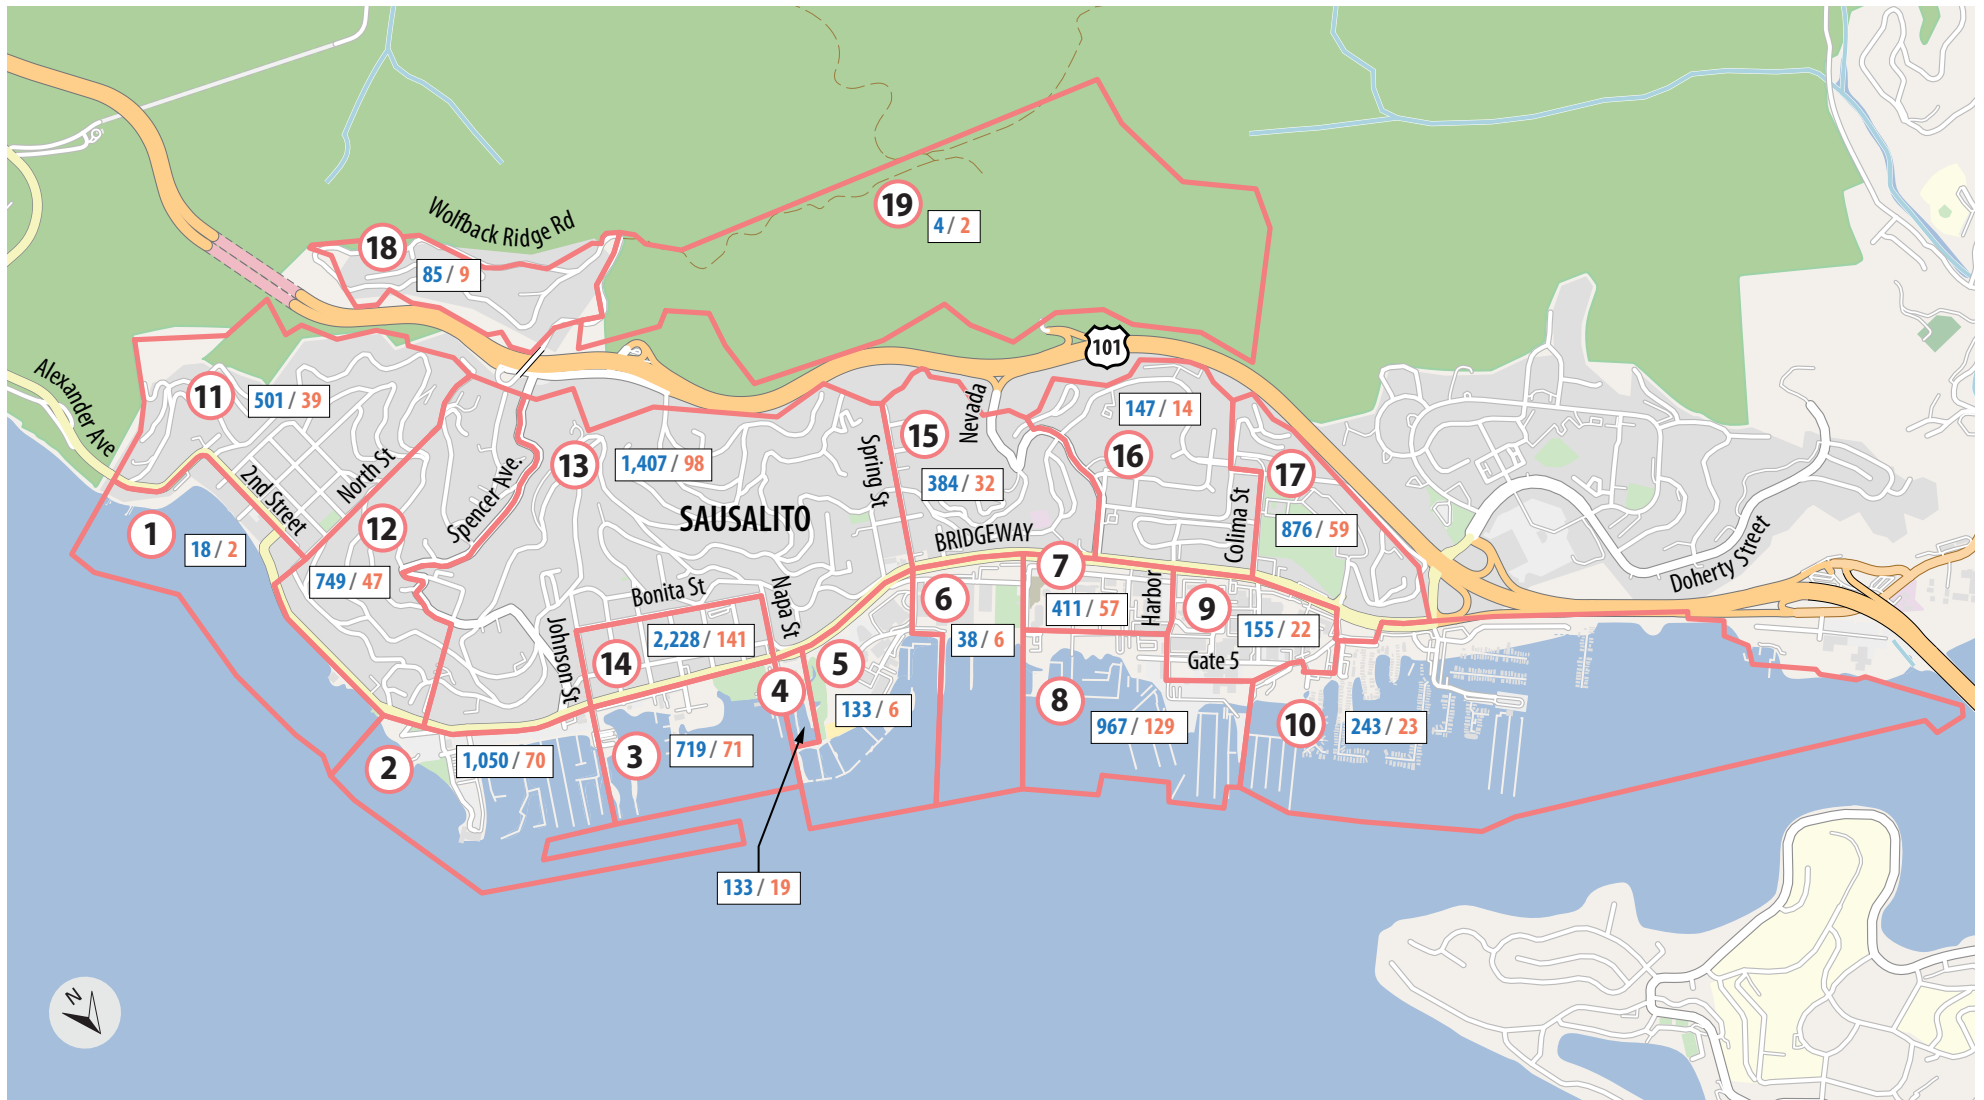 19
4 / 2
Wolfback Ridge Rd
18
85 / 9
101
Alexander Ave
11
501 / 39
2nd Street
North St
12
749 / 47
Spencer Ave.
13
1,407 / 98
SAUSALITO
Spring St
15
384 / 32
Nevada
147 / 14
16
17
876 / 59
Colima St
BRIDGEWAY
1
18 / 2
Bonita St
Napa St
Johnson St
14
2,228 / 141
6
38 / 6
7
411 / 57
Harbor
9
155 / 22
Gate 5
Doherty Street
5
133 / 6
4
133 / 19
3
719 / 71
2
1,050 / 70
8
967 / 129
10
243 / 23
N